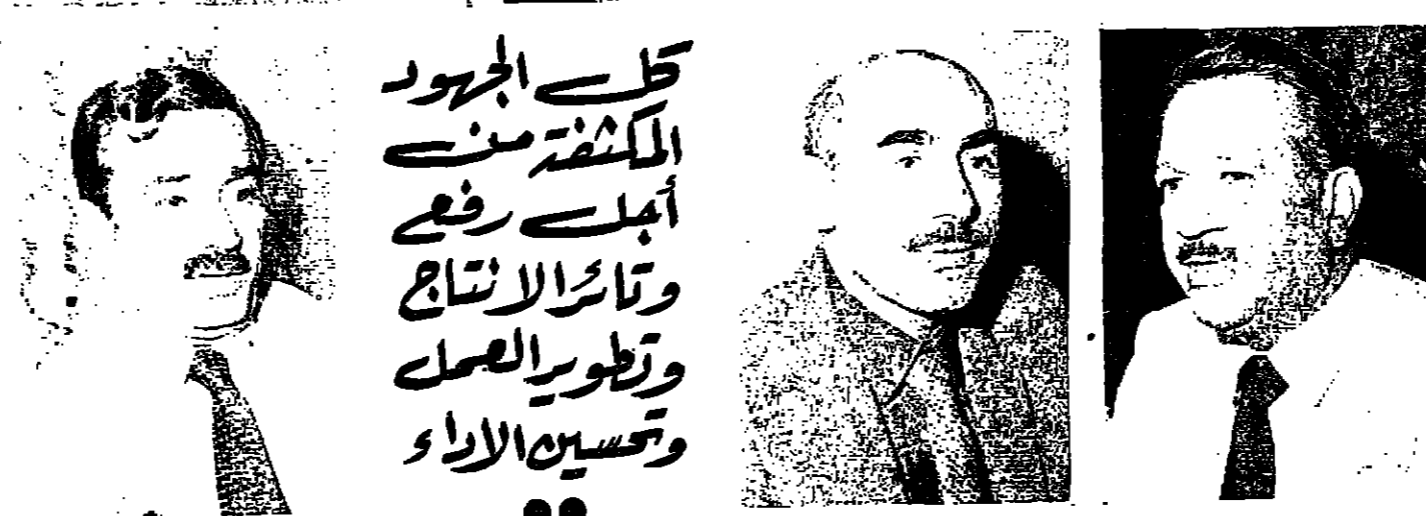 كل الجهود
المكثفة من
أجل رفع
وتائر الانتاج
وتطوير العمل
وتحسين الاداء